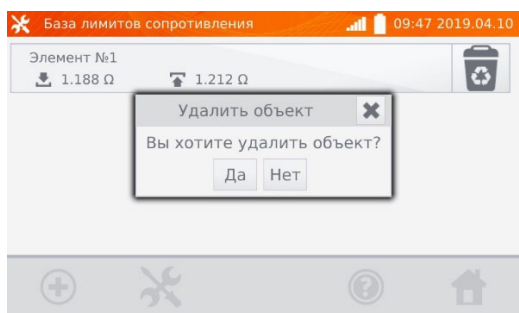 База лимитов сопротивления 09:47 2019.04.10
Элемент №1
1.188 Ω 1.212 Ω
Удалить объект
Вы хотите удалить объект?
Да Нет